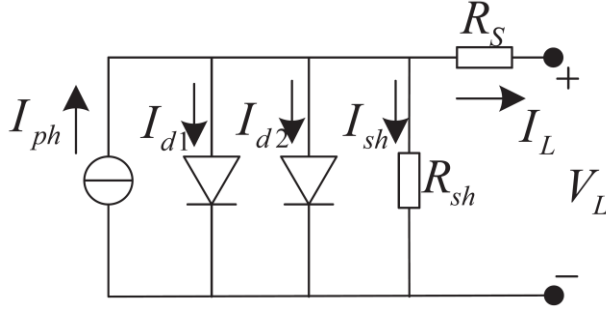 R_S
+
I_ph
I_d1
I_d2
I_sh
I_L
R_sh
V_L
−